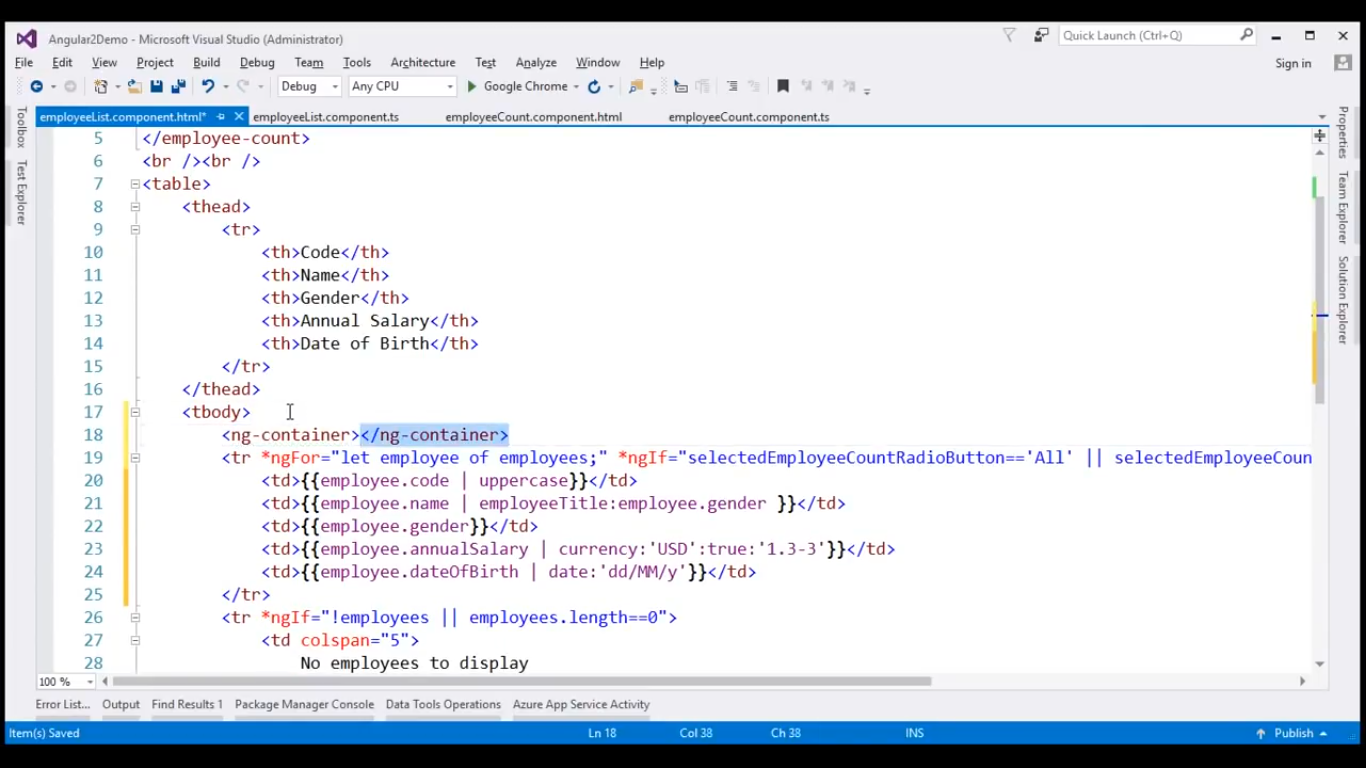 Angular2Demo - Microsoft Visual Studio (Administrator)
Quick Launch (Ctrl+Q)
File Edit View Project Build Debug Team Tools Architecture Test Analyze Window Help
Sign in
Debug Any CPU Google Chrome
employeeList.component.html* employeeList.component.ts employeeCount.component.html employeeCount.component.ts
Toolbox
Test Explorer
Properties
Team Explorer
Solution Explorer
5 </employee-count>
6 <br /><br />
7 <table>
8 <thead>
9 <tr>
10 <th>Code</th>
11 <th>Name</th>
12 <th>Gender</th>
13 <th>Annual Salary</th>
14 <th>Date of Birth</th>
15 </tr>
16 </thead>
17 <tbody>
18 <ng-container></ng-container>
19 <tr *ngFor="let employee of employees;" *ngIf="selectedEmployeeCountRadioButton=='All' || selectedEmployeeCoun
20 <td>{{employee.code | uppercase}}</td>
21 <td>{{employee.name | employeeTitle:employee.gender }}</td>
22 <td>{{employee.gender}}</td>
23 <td>{{employee.annualSalary | currency:'USD':true:'1.3-3'}}</td>
24 <td>{{employee.dateOfBirth | date:'dd/MM/y'}}</td>
25 </tr>
26 <tr *ngIf="!employees || employees.length==0">
27 <td colspan="5">
28 No employees to display
100 %
Error List... Output Find Results 1 Package Manager Console Data Tools Operations Azure App Service Activity
Item(s) Saved Ln 18 Col 38 Ch 38 INS Publish